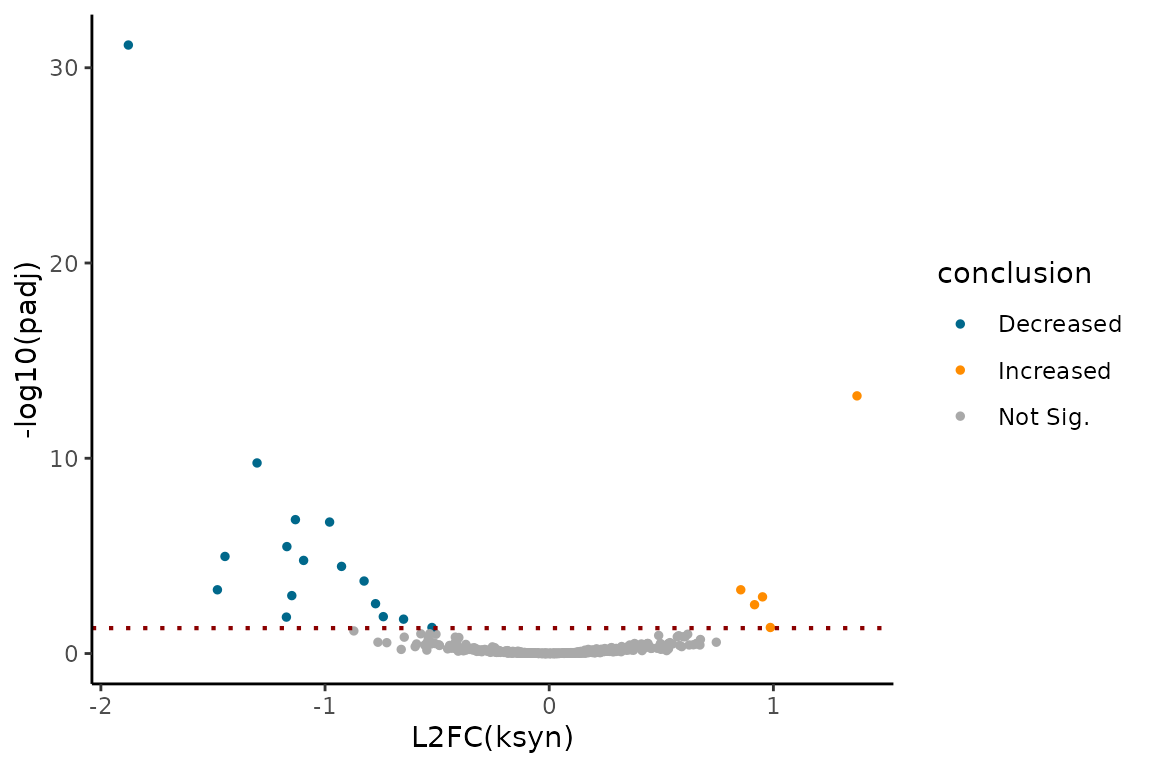 30
20
10
0
-log10(padj)
-2
-1
0
1
L2FC(ksyn)
conclusion
Decreased
Increased
Not Sig.